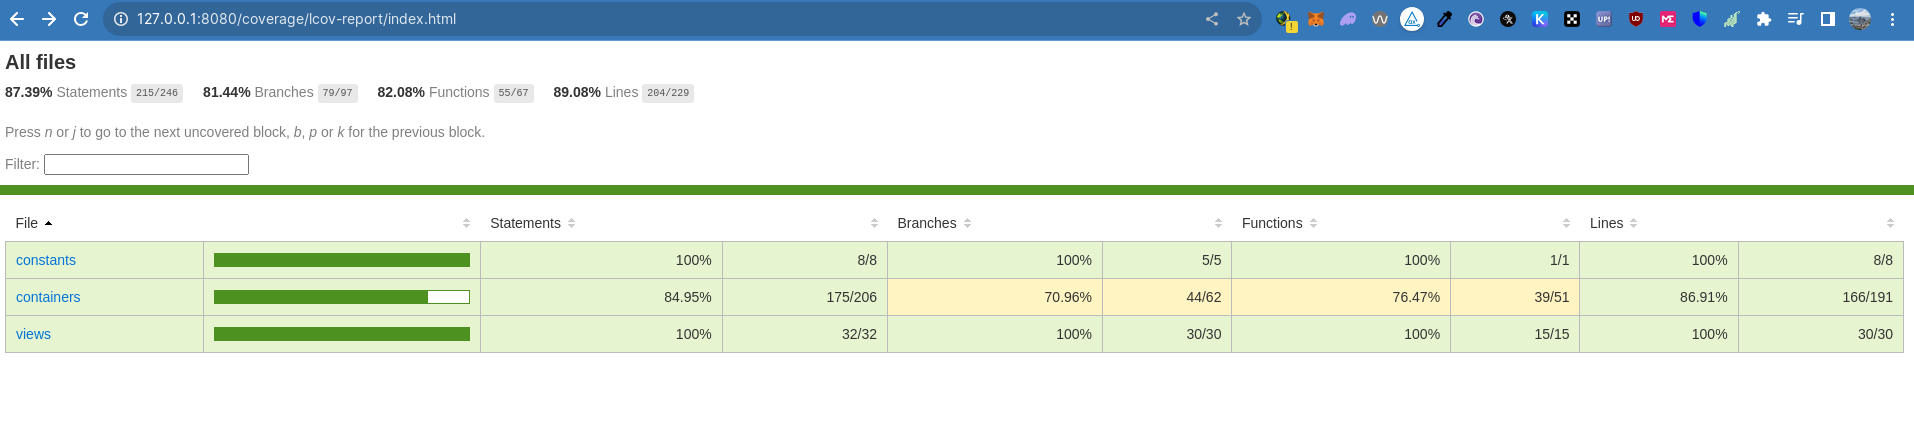 127.0.0.1:8080/coverage/lcov-report/index.html
All files
87.39% Statements 215/246 81.44% Branches 79/97 82.08% Functions 55/67 89.08% Lines 204/229
Press n or j to go to the next uncovered block, b, p or k for the previous block.
Filter:
File Statements Branches Functions Lines
constants 100% 8/8 100% 5/5 100% 1/1 100% 8/8
containers 84.95% 175/206 70.96% 44/62 76.47% 39/51 86.91% 166/191
views 100% 32/32 100% 30/30 100% 15/15 100% 30/30